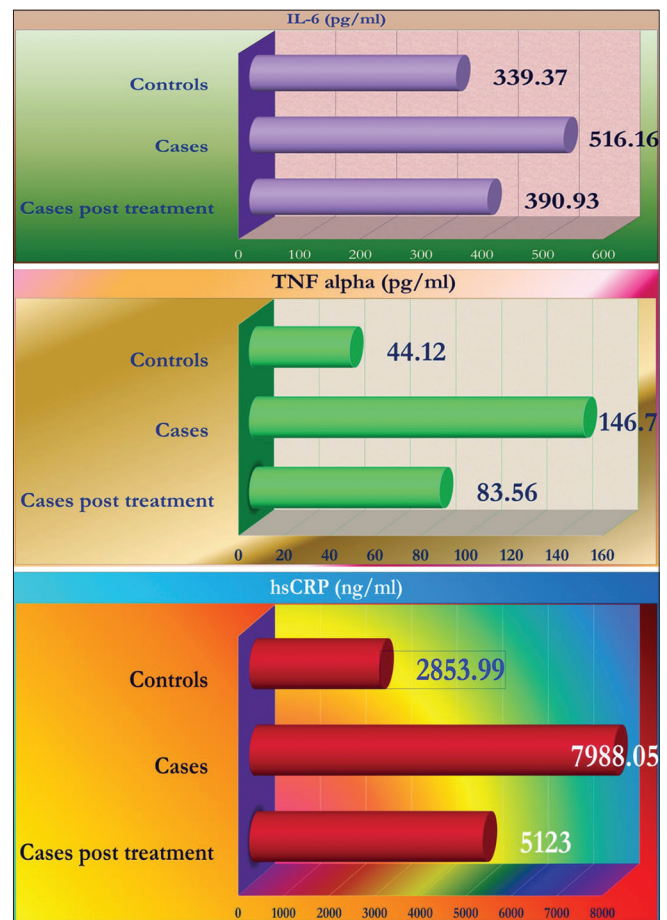 IL-6 (pg/ml)
Controls
339.37
Cases
516.16
Cases post treatment
390.93
0 100 200 300 400 500 600
TNF alpha (pg/ml)
Controls
44.12
Cases
146.7
Cases post treatment
83.56
0 20 40 60 80 100 120 140 160
hsCRP (ng/ml)
Controls
2853.99
Cases
7988.05
Cases post treatment
5123
0 1000 2000 3000 4000 5000 6000 7000 8000